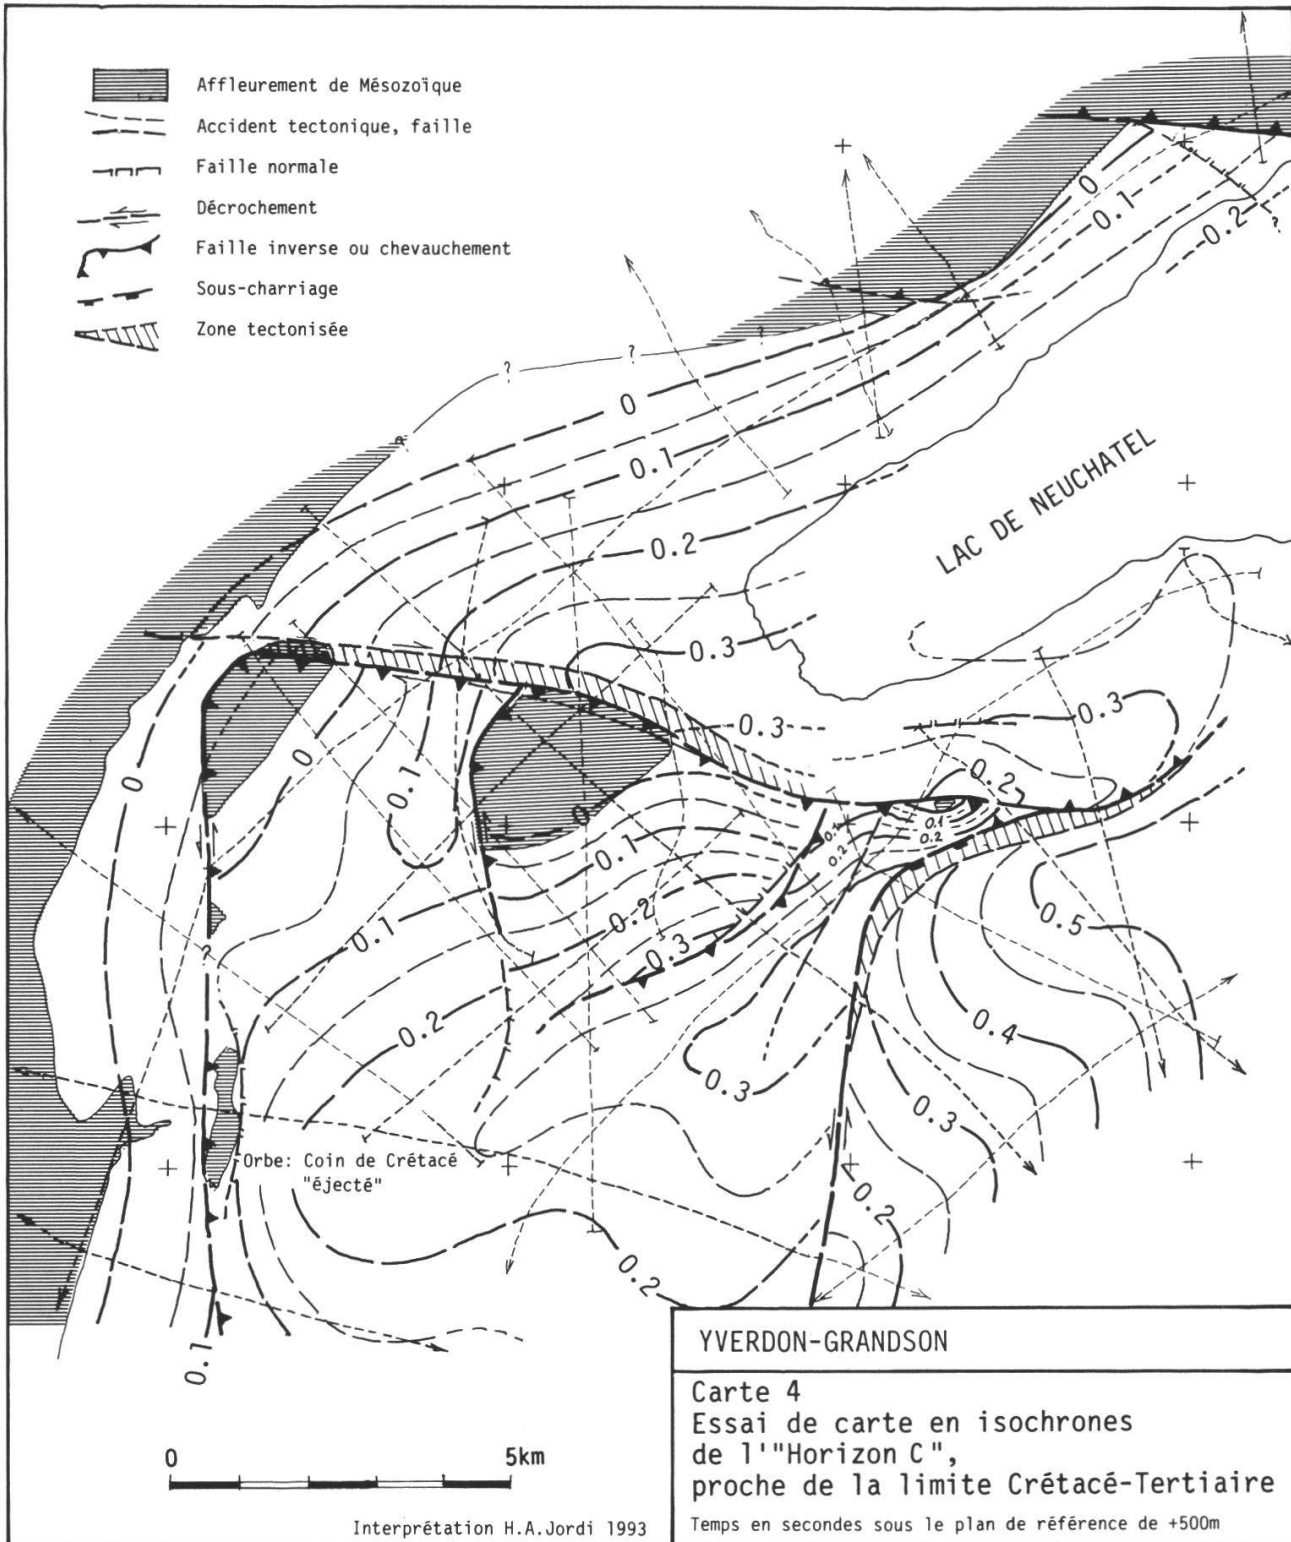 Affleurement de Mésozoïque
Accident tectonique, faille
Faille normale
Décrochement
Faille inverse ou chevauchement
Sous-charriage
Zone tectonisée
0
0.1
0.2
?
?
?
?
0
0.1
LAC DE NEUCHATEL
0.2
0.3
0.3
0.3
0
0
0.1
0.2
0
0.1
0.1
0.2
0.1
0.2
0.1
0.2
0.5
?
0.3
0.2
0.4
0.3
0.3
Orbe: Coin de Crétacé
"éjecté"
0.2
0.2
0.1
YVERDON-GRANDSON
Carte 4
Essai de carte en isochrones
de l'"Horizon C",
proche de la limite Crétacé-Tertiaire
Temps en secondes sous le plan de référence de +500m
0 5km
Interprétation H.A.Jordi 1993